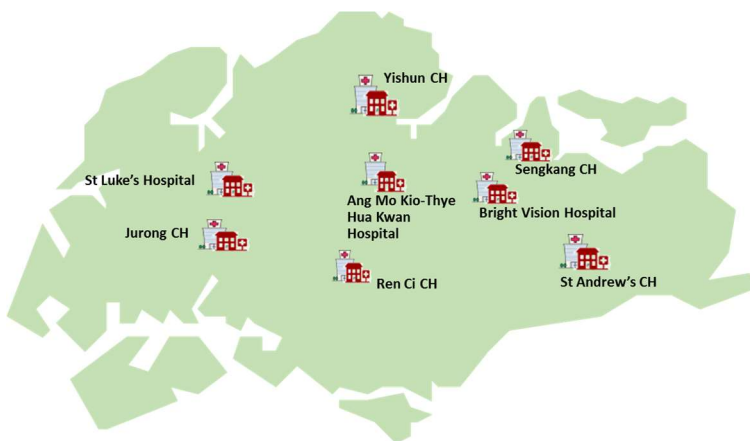 Yishun CH
Sengkang CH
St Luke's Hospital
Ang Mo Kio-Thye
Hua Kwan
Hospital
Bright Vision Hospital
Jurong CH
Ren Ci CH
St Andrew's CH